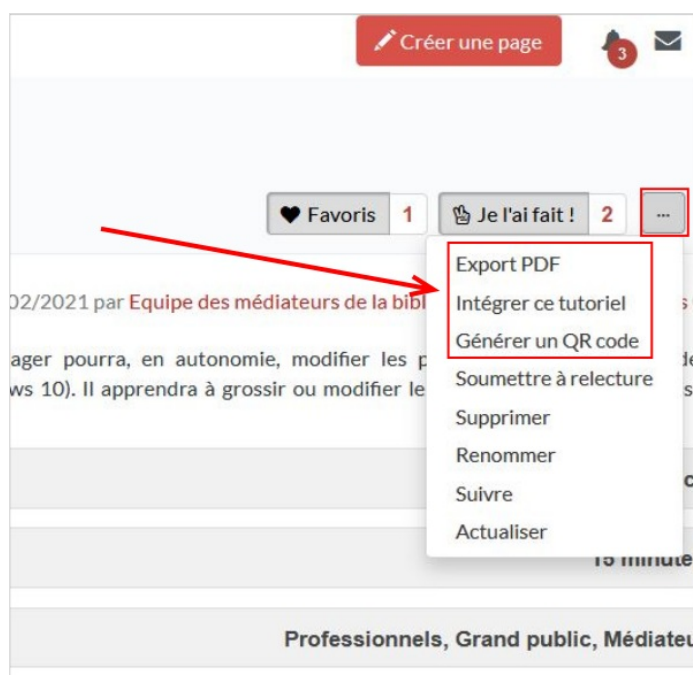 Créer une page
3
Favoris 1 Je l'ai fait ! 2 ...
Export PDF
02/2021 par Equipe des médiateurs de la bibl Intégrer ce tutoriel s
Générer un QR code
ager pourra, en autonomie, modifier les p
Soumettre à relecture
ws 10). Il apprendra à grossir ou modifier le
Supprimer
Renommer
Suivre
Actualiser
15 minute
Professionnels, Grand public, Médiateu